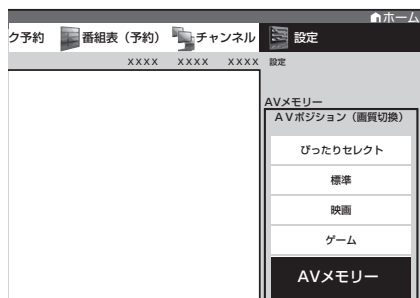 ホーム
ク予約 番組表(予約) チャンネル 設定
XXXX XXXX XXXX 設定
AVメモリー
AVポジション(画質切換)
ぴったりセレクト
標準
映画
ゲーム
AVメモリー